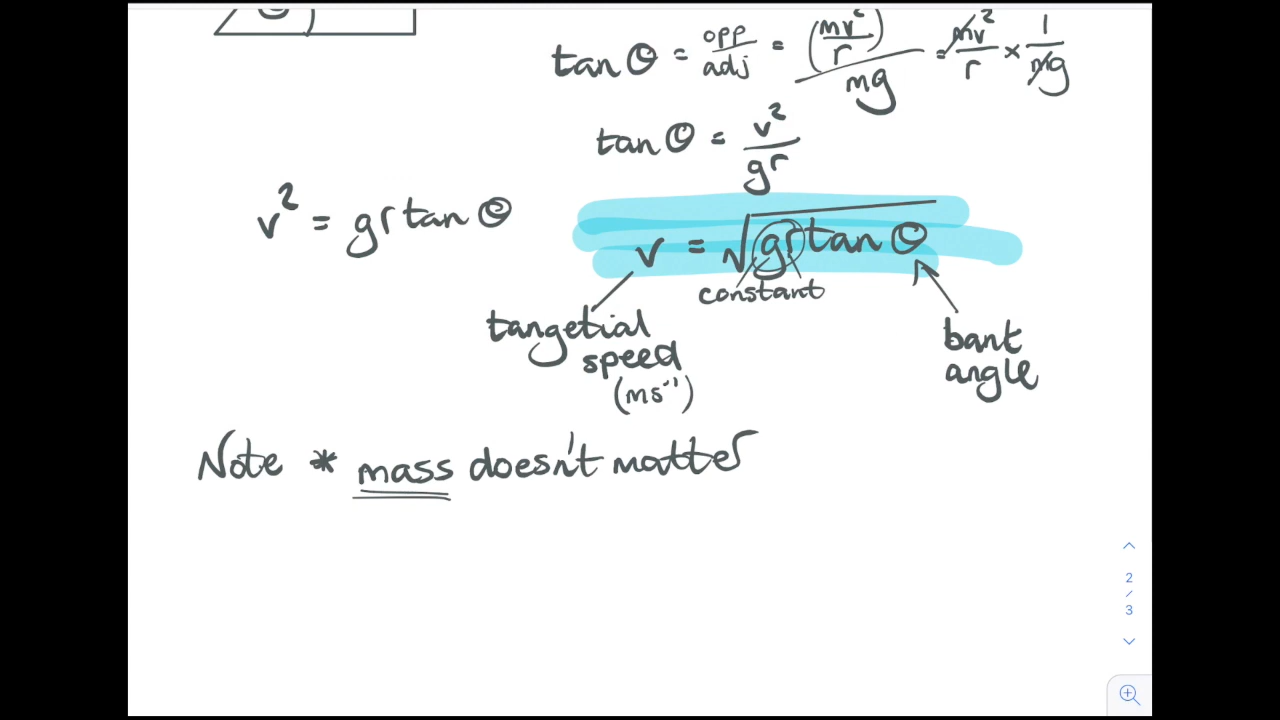 tan θ = opp/adj = (mv²/r)/mg = mv²/r × 1/mg
tan θ = v²/gr
v² = gr tan θ
v = √gr tan θ
constant
tangetial
speed
(ms⁻¹)
bank
angle
Note * mass doesn't matter
2
/
3